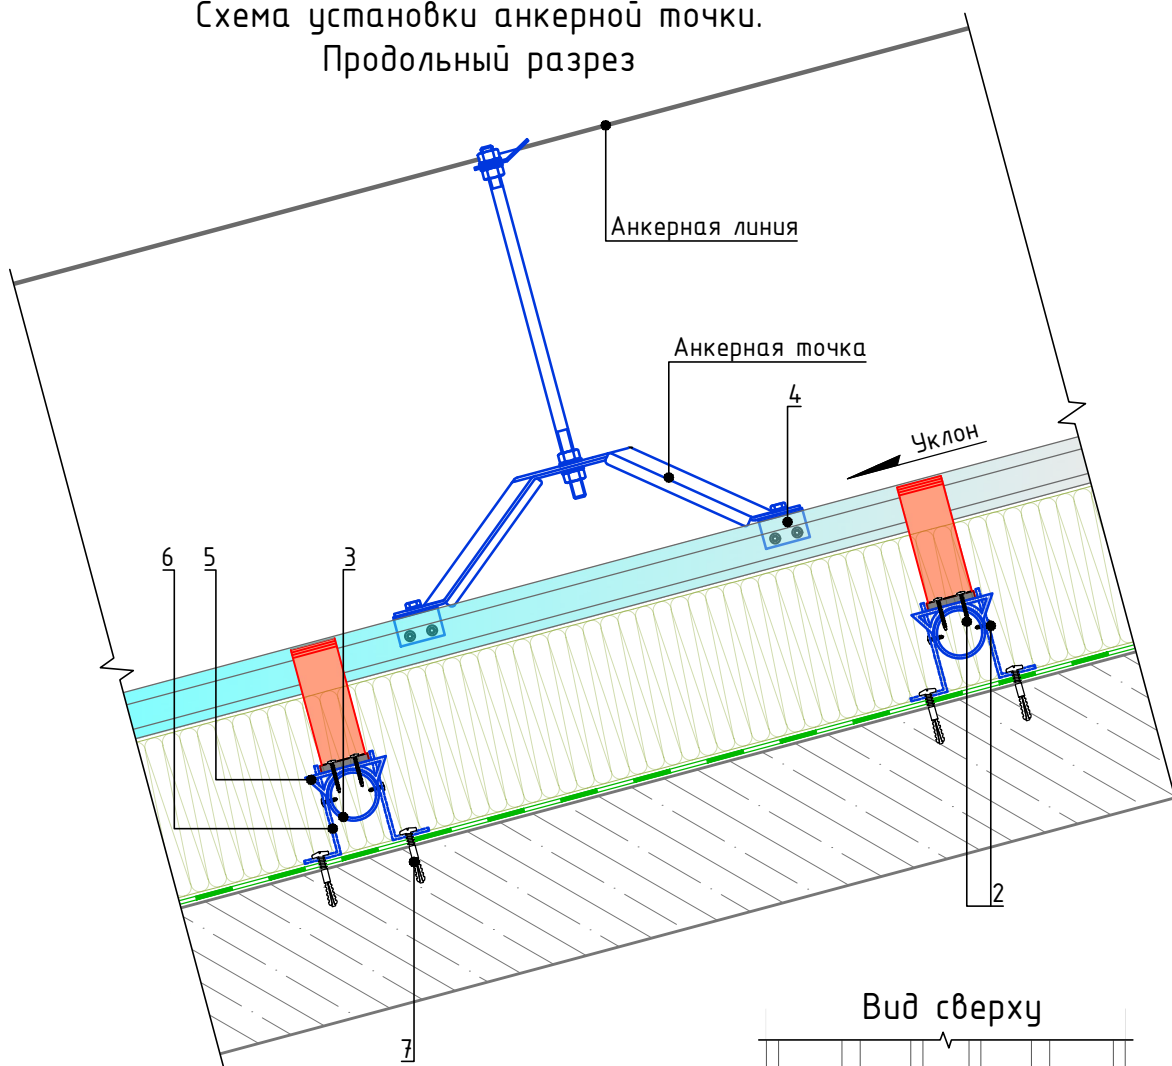 Схема установки анкерной точки.
Продольный разрез
Анкерная линия
Анкерная точка
4
Уклон
6
5
3
2
Вид сверху
7